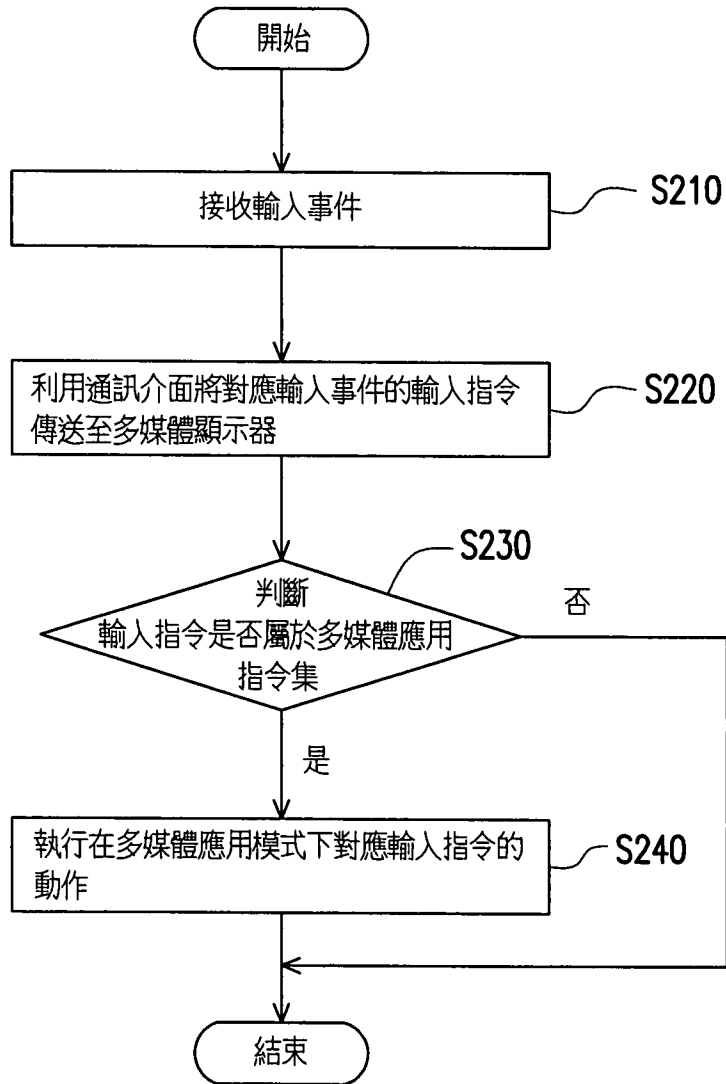 開始
接收輸入事件
S210
利用通訊介面將對應輸入事件的輸入指令
傳送至多媒體顯示器
S220
S230
判斷
輸入指令是否屬於多媒體應用
指令集
否
是
執行在多媒體應用模式下對應輸入指令的
動作
S240
結束